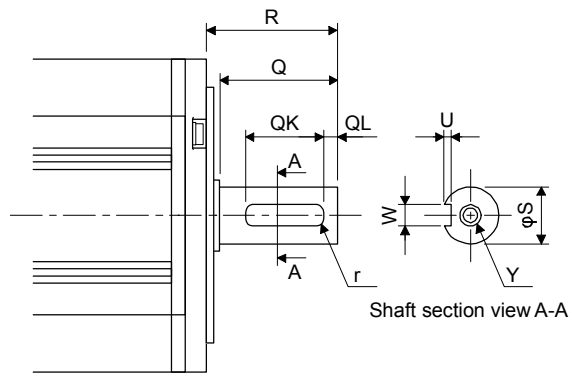 R
Q
QK QL U
A
W φS
A r Y
Shaft section view A-A